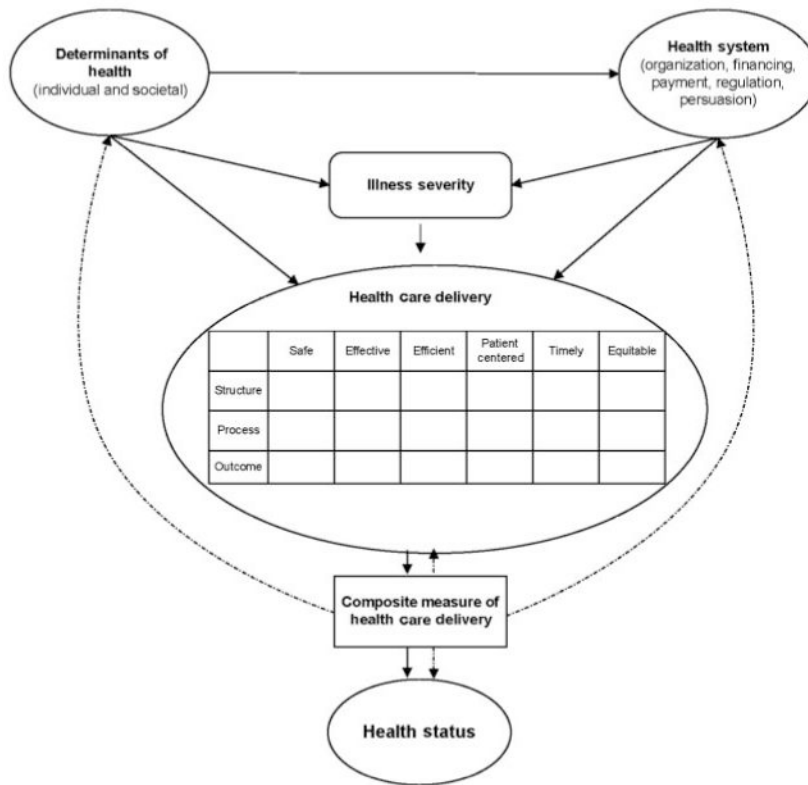 Determinants of
health
(individual and societal)
Health system
(organization, financing,
payment, regulation,
persuasion)
Illness severity
Health care delivery
Safe Effective Efficient Patient centered Timely Equitable
Structure
Process
Outcome
Composite measure of
health care delivery
Health status